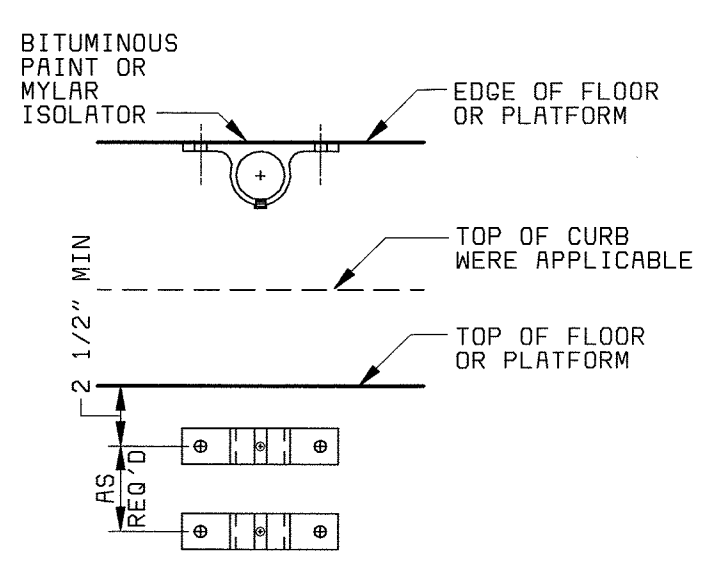 BITUMINOUS
PAINT OR
MYLAR
ISOLATOR
EDGE OF FLOOR
OR PLATFORM
TOP OF CURB
WERE APPLICABLE
2 1/2" MIN
TOP OF FLOOR
OR PLATFORM
AS
REQ'D